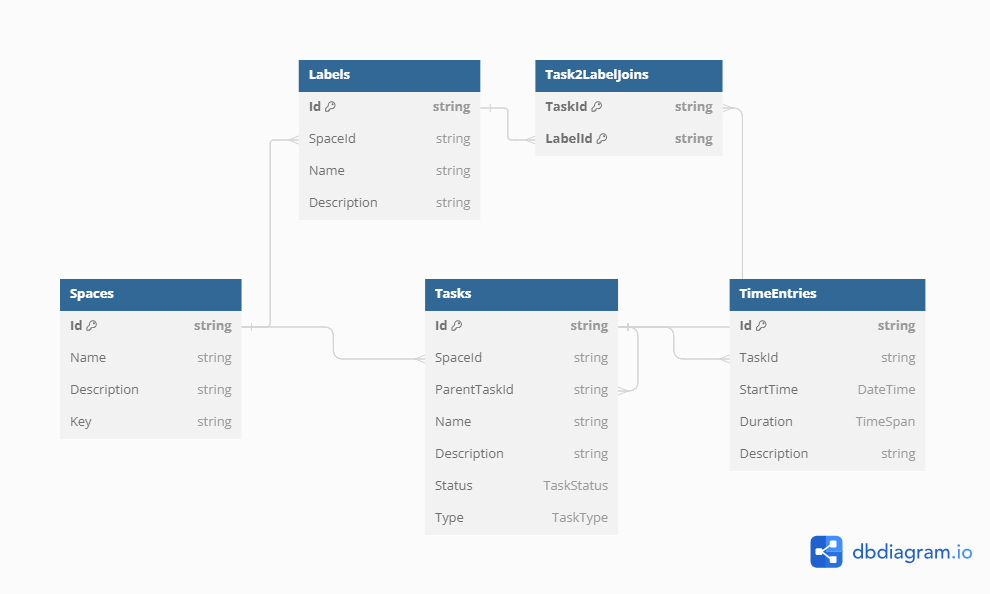 Labels
Id string
SpaceId string
Name string
Description string
Task2LabelJoins
TaskId string
LabelId string
Spaces
Id string
Name string
Description string
Key string
Tasks
Id string
SpaceId string
ParentTaskId string
Name string
Description string
Status TaskStatus
Type TaskType
TimeEntries
Id string
TaskId string
StartTime DateTime
Duration TimeSpan
Description string
dbdiagram.io